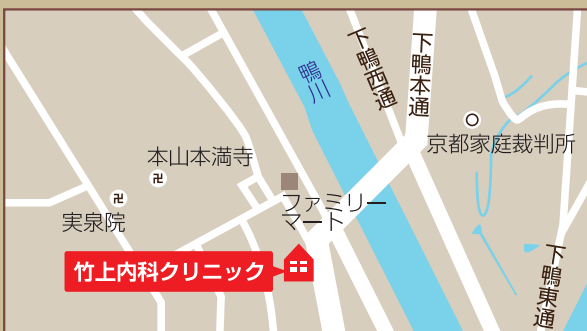 下鴨西通
下鴨本通
鴨川
京都家庭裁判所
本山本満寺
卍
卍
実泉院
ファミリー
マート
竹上内科クリニック
下鴨東通